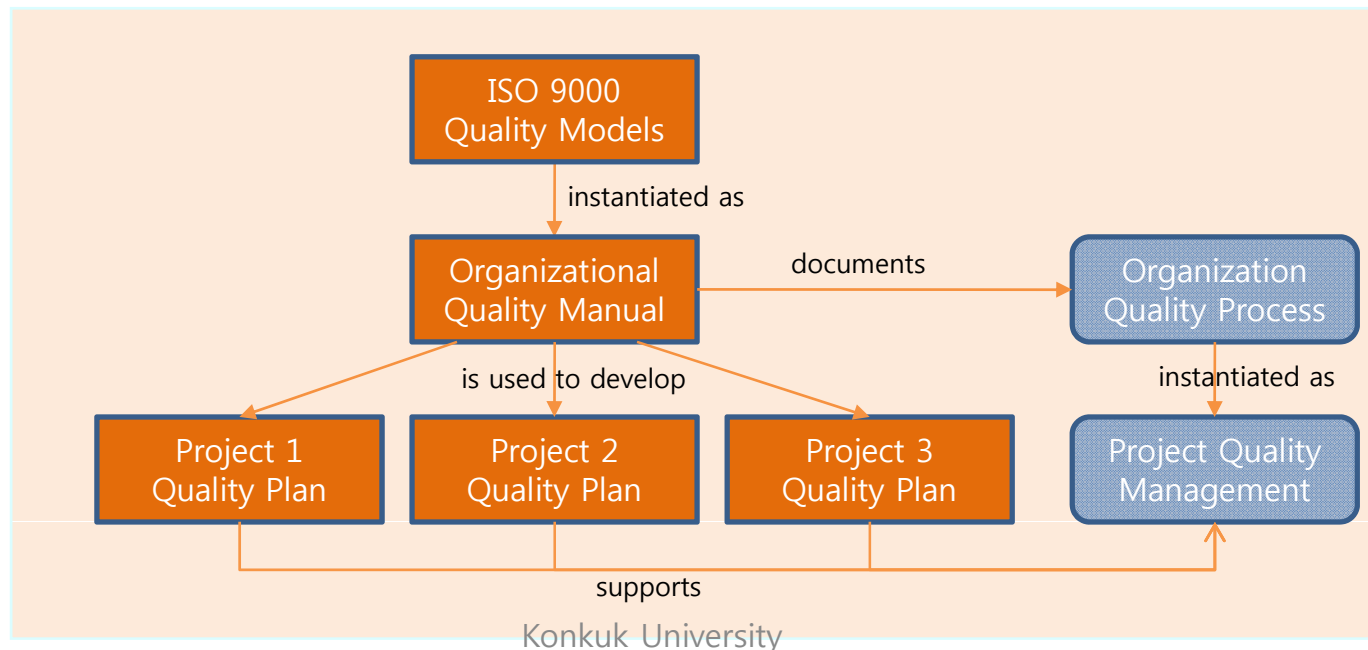 ISO 9000
Quality Models
instantiated as
Organizational
Quality Manual
documents
Organization
Quality Process
is used to develop
instantiated as
Project 1
Quality Plan
Project 2
Quality Plan
Project 3
Quality Plan
Project Quality
Management
supports
Konkuk University